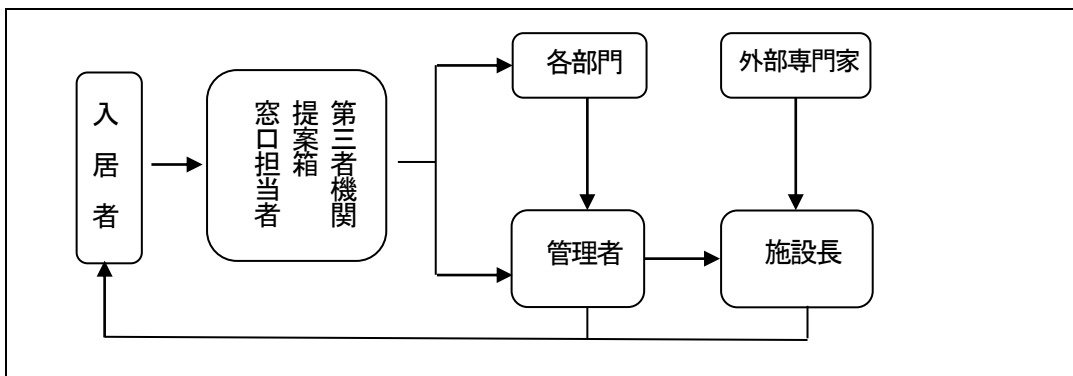 入居者
第三者機関
提案箱
窓口担当者
各部門
外部専門家
管理者
施設長